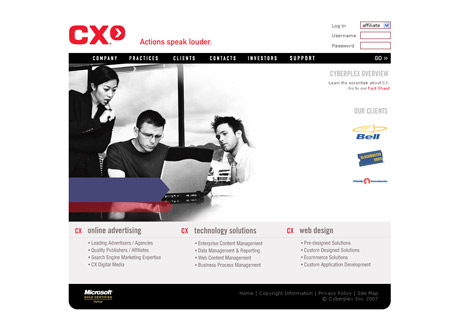 CX
Actions speak louder.
Log In affiliate
Username
Password
COMPANY PRACTICES CLIENTS CONTACTS INVESTORS SUPPORT GO »
CYBERPLEX OVERVIEW
Learn the essentials about CX.
Go to our Fact Sheet
OUR CLIENTS
Bell
BLOCKBUSTER
Fidelity Investments
CX online advertising
• Leading Advertisers / Agencies
• Quality Publishers / Affiliates
• Search Engine Marketing Expertise
• CX Digital Media
CX technology solutions
• Enterprise Content Management
• Data Management & Reporting
• Web Content Management
• Business Process Management
CX web design
• Pre-designed Solutions
• Custom Designed Solutions
• Ecommerce Solutions
• Custom Application Development
Microsoft
GOLD CERTIFIED
Partner
Home | Copyright Information | Privacy Policy | Site Map
© Cyberplex Inc. 2007